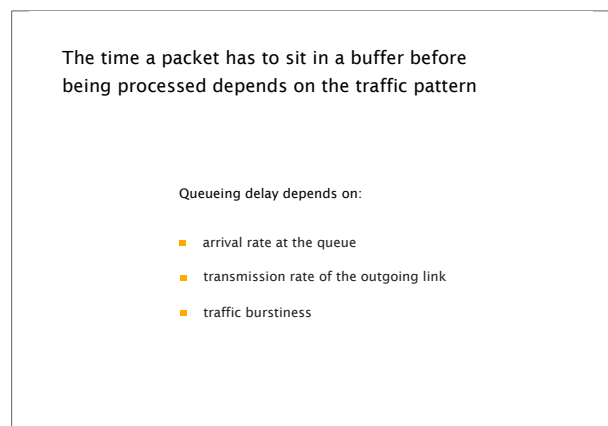 The time a packet has to sit in a buffer before
being processed depends on the traffic pattern
Queueing delay depends on:
arrival rate at the queue
transmission rate of the outgoing link
traffic burstiness